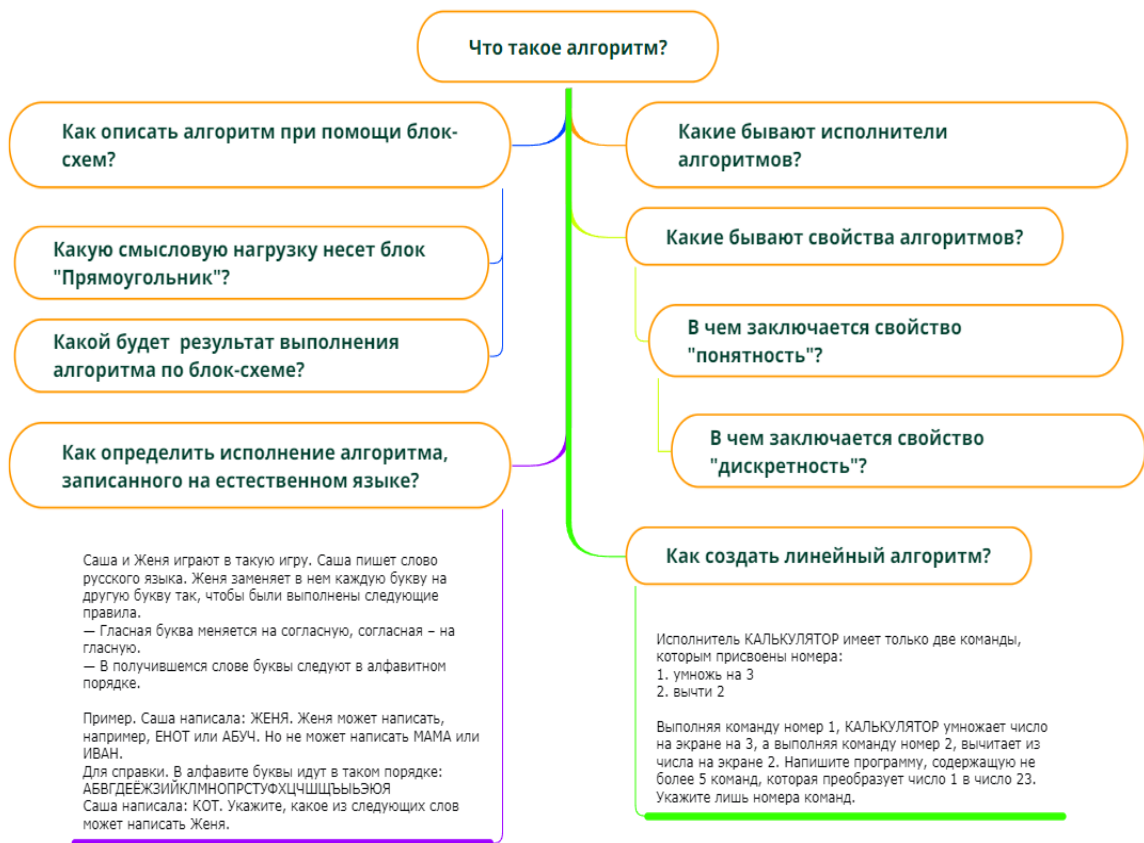 Что такое алгоритм?
Как описать алгоритм при помощи блок-
схем?
Какую смысловую нагрузку несет блок
"Прямоугольник"?
Какой будет  результат выполнения
алгоритма по блок-схеме?
Как определить исполнение алгоритма,
записанного на естественном языке?
Саша и Женя играют в такую игру. Саша пишет слово
русского языка. Женя заменяет в нем каждую букву на
другую букву так, чтобы были выполнены следующие
правила.
— Гласная буква меняется на согласную, согласная – на
гласную.
— В получившемся слове буквы следуют в алфавитном
порядке.
Пример. Саша написала: ЖЕНЯ. Женя может написать,
например, ЕНОТ или АБУЧ. Но не может написать МАМА или
ИВАН.
Для справки. В алфавите буквы идут в таком порядке:
АБВГДЕЁЖЗИЙКЛМНОПРСТУФХЦЧШЩЪЫЬЭЮЯ
Саша написала: КОТ. Укажите, какое из следующих слов
может написать Женя.
Какие бывают исполнители
алгоритмов?
Какие бывают свойства алгоритмов?
В чем заключается свойство
"понятность"?
В чем заключается свойство
"дискретность"?
Как создать линейный алгоритм?
Исполнитель КАЛЬКУЛЯТОР имеет только две команды,
которым присвоены номера:
1. умножь на 3
2. вычти 2
Выполняя команду номер 1, КАЛЬКУЛЯТОР умножает число
на экране на 3, а выполняя команду номер 2, вычитает из
числа на экране 2. Напишите программу, содержащую не
более 5 команд, которая преобразует число 1 в число 23.
Укажите лишь номера команд.